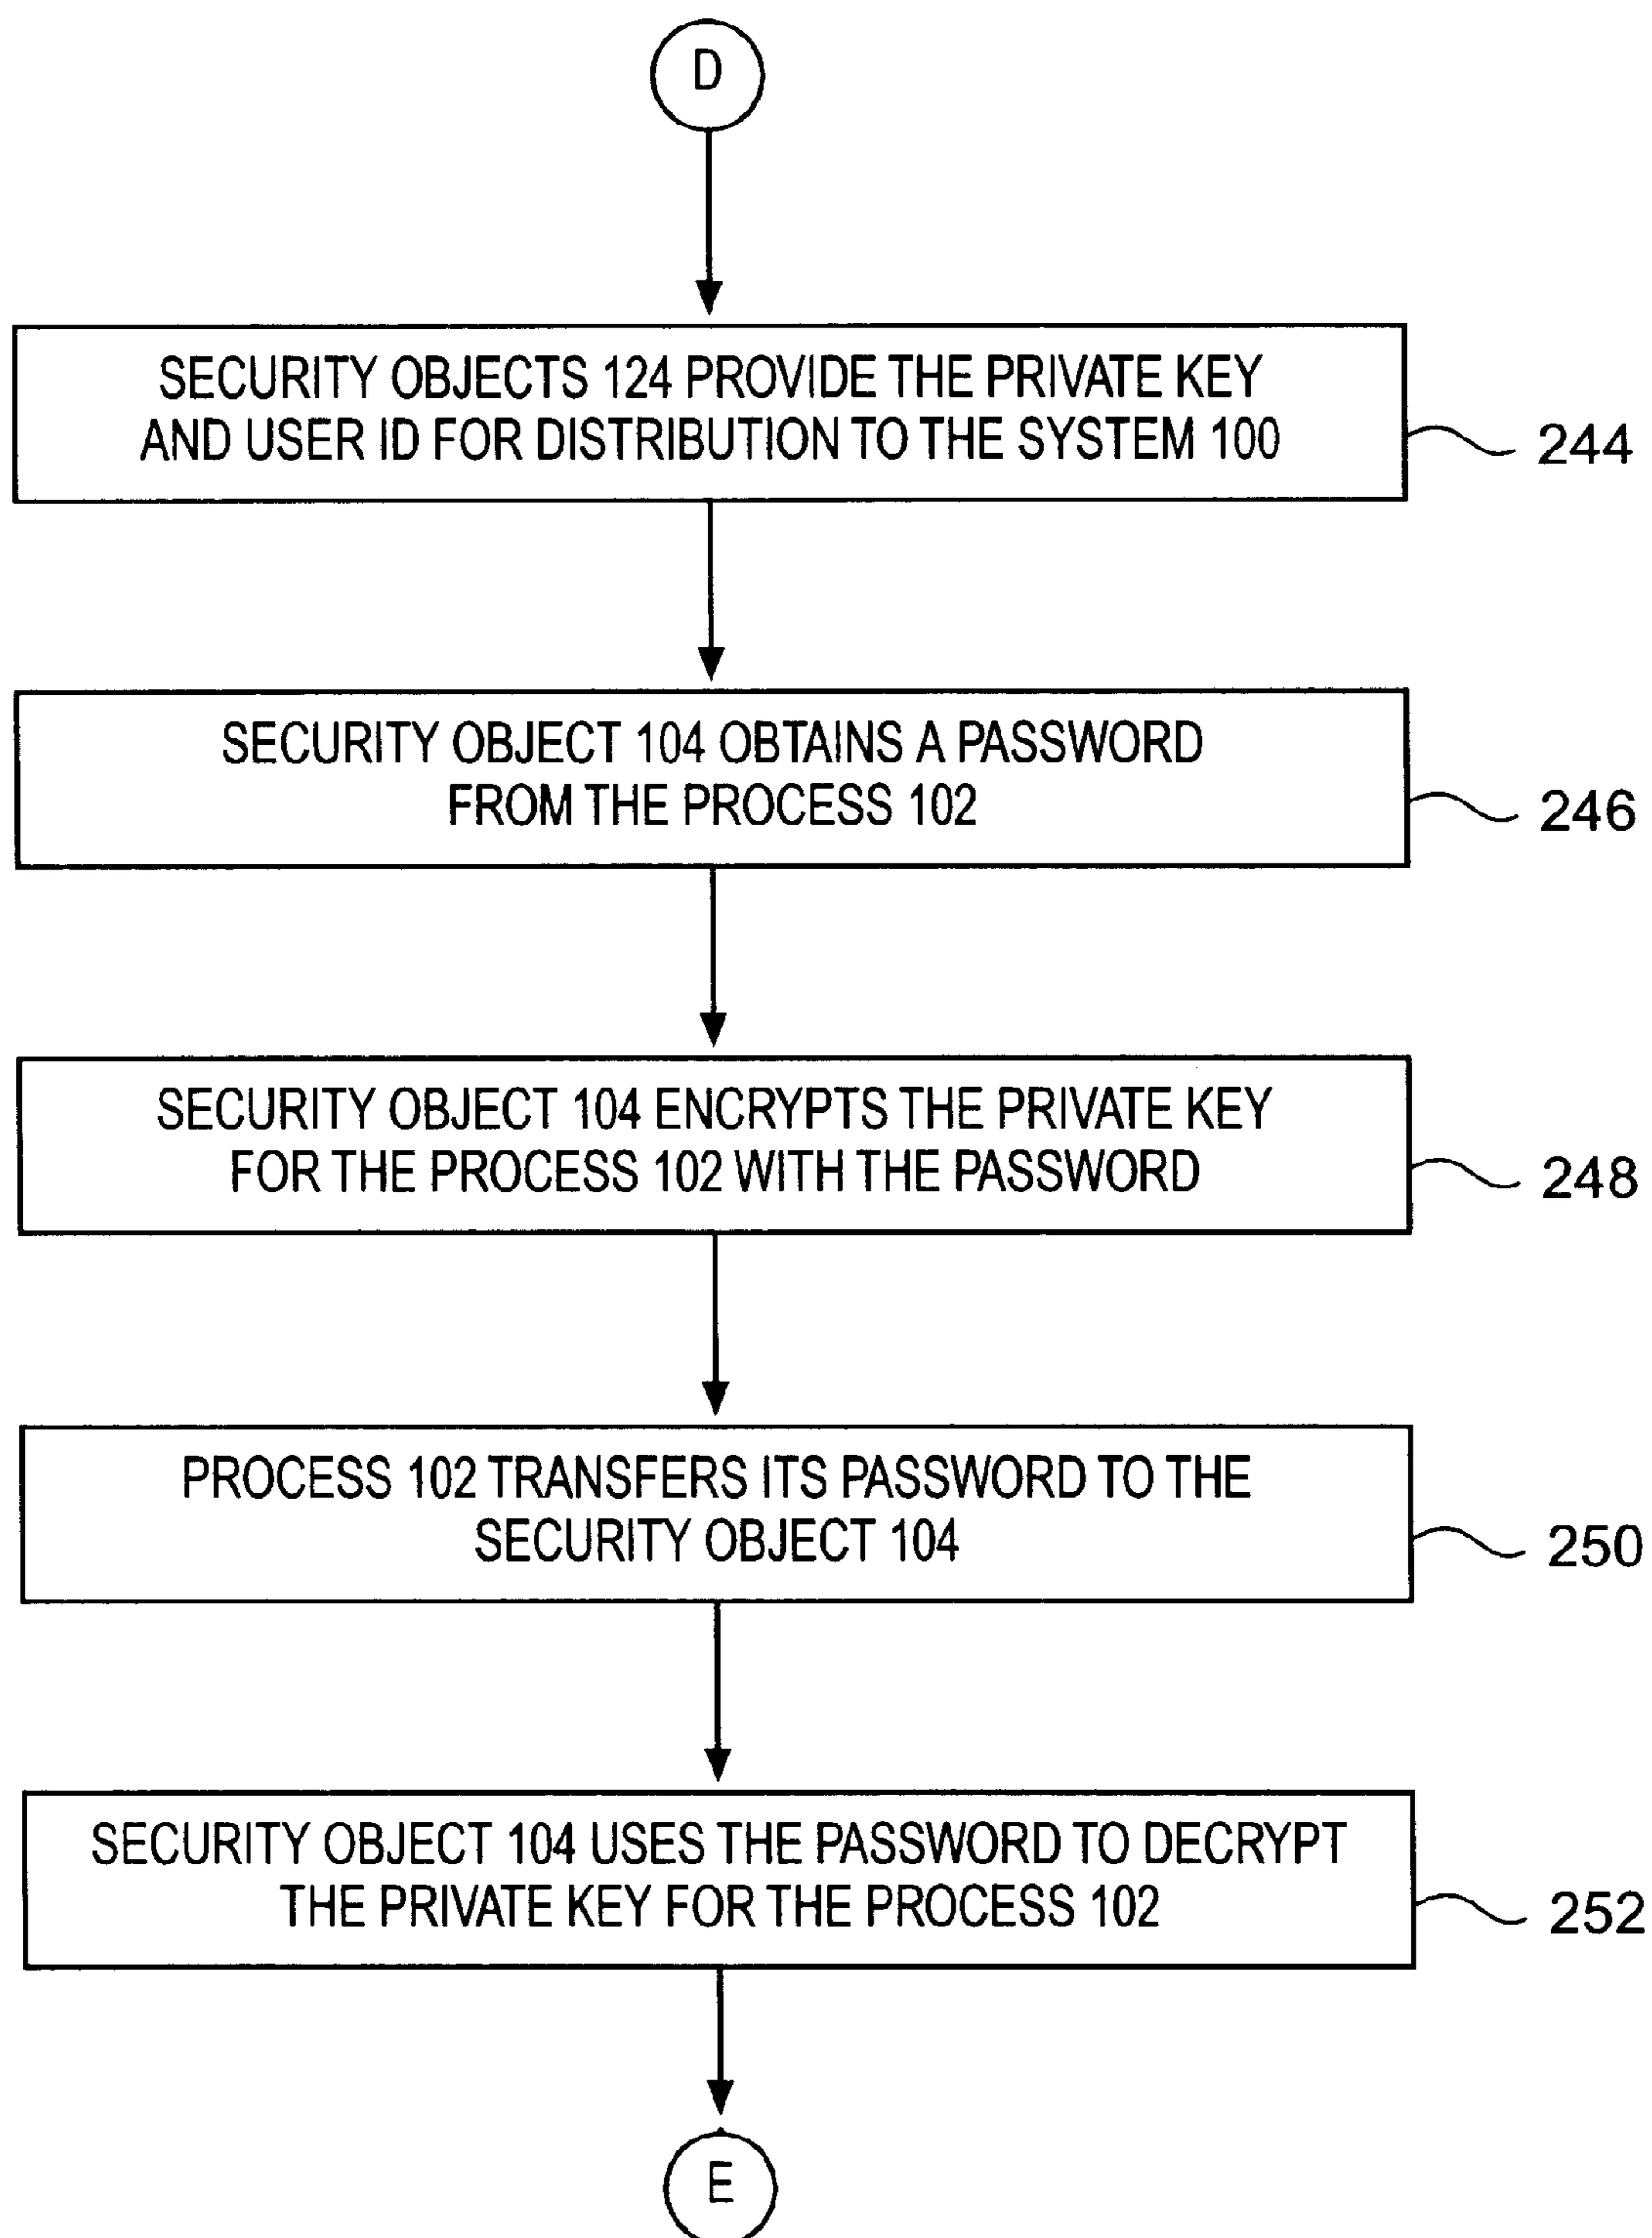 D
SECURITY OBJECTS 124 PROVIDE THE PRIVATE KEY
AND USER ID FOR DISTRIBUTION TO THE SYSTEM 100
244
SECURITY OBJECT 104 OBTAINS A PASSWORD
FROM THE PROCESS 102
246
SECURITY OBJECT 104 ENCRYPTS THE PRIVATE KEY
FOR THE PROCESS 102 WITH THE PASSWORD
248
PROCESS 102 TRANSFERS ITS PASSWORD TO THE
SECURITY OBJECT 104
250
SECURITY OBJECT 104 USES THE PASSWORD TO DECRYPT
THE PRIVATE KEY FOR THE PROCESS 102
252
E